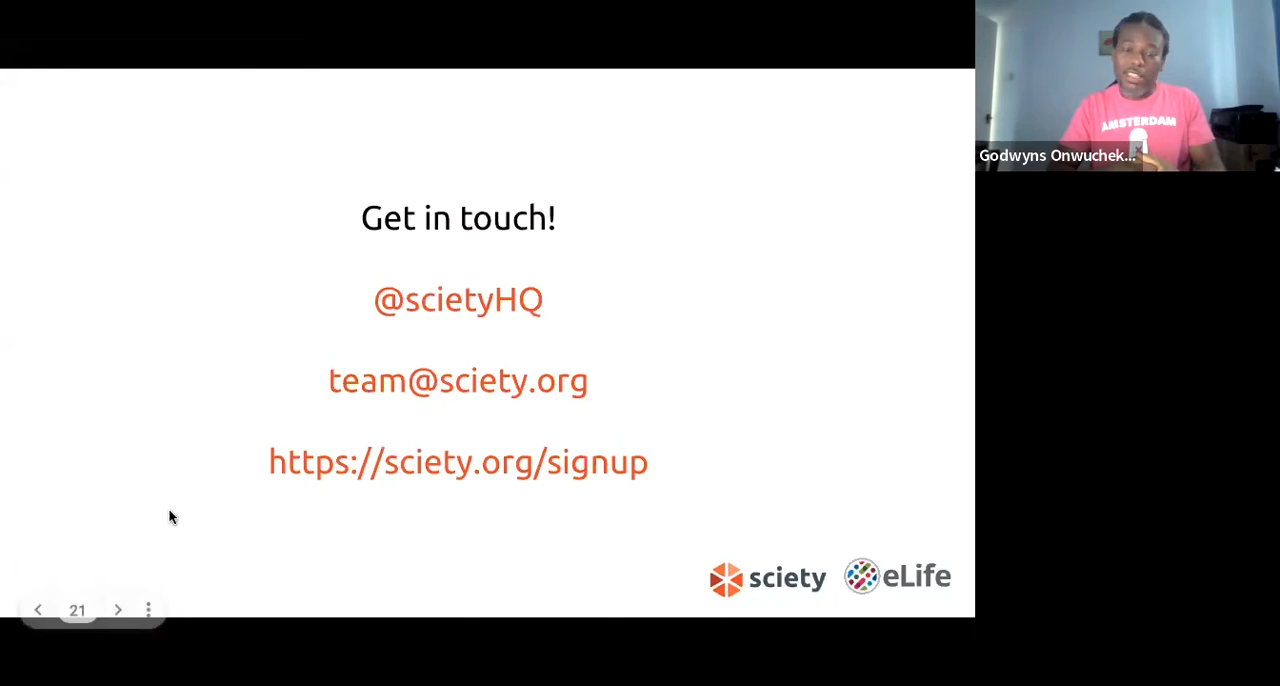 Get in touch!
@scietyHQ
team@sciety.org
https://sciety.org/signup
sciety
eLife
21
AMSTERDAM
Godwyns Onwuchek...